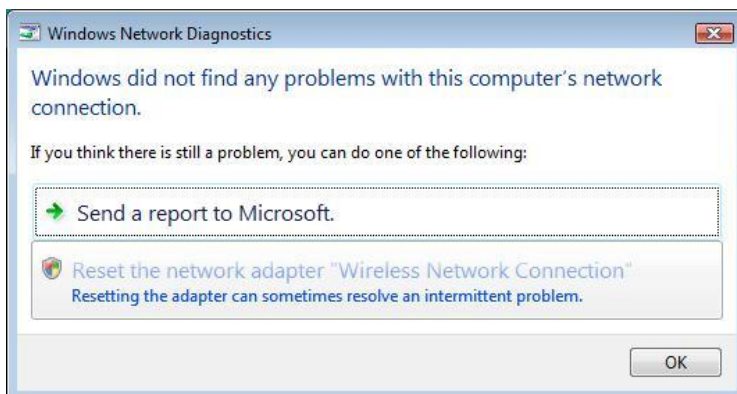 Windows Network Diagnostics
Windows did not find any problems with this computer's network
connection.
If you think there is still a problem, you can do one of the following:
Send a report to Microsoft.
Reset the network adapter "Wireless Network Connection"
Resetting the adapter can sometimes resolve an intermittent problem.
OK